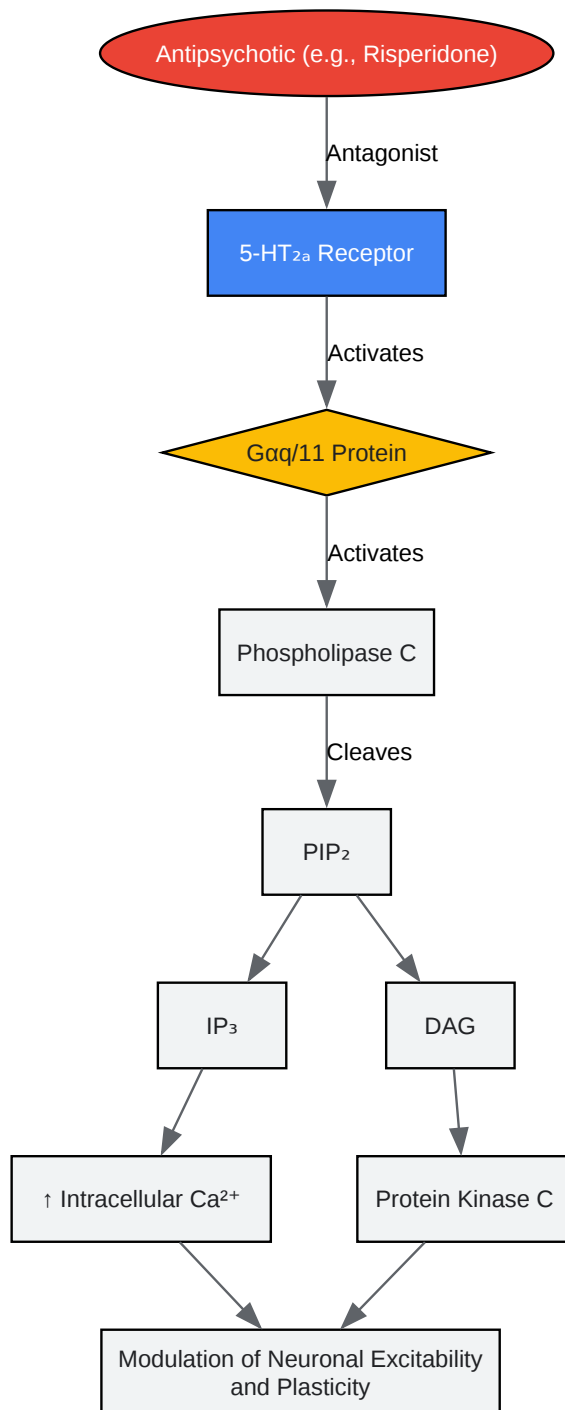 Antipsychotic (e.g., Risperidone)
Antagonist
5-HT₂ₐ Receptor
Activates
Gαq/11 Protein
Activates
Phospholipase C
Cleaves
PIP₂
IP₃
DAG
↑ Intracellular Ca²⁺
Protein Kinase C
Modulation of Neuronal Excitability
and Plasticity